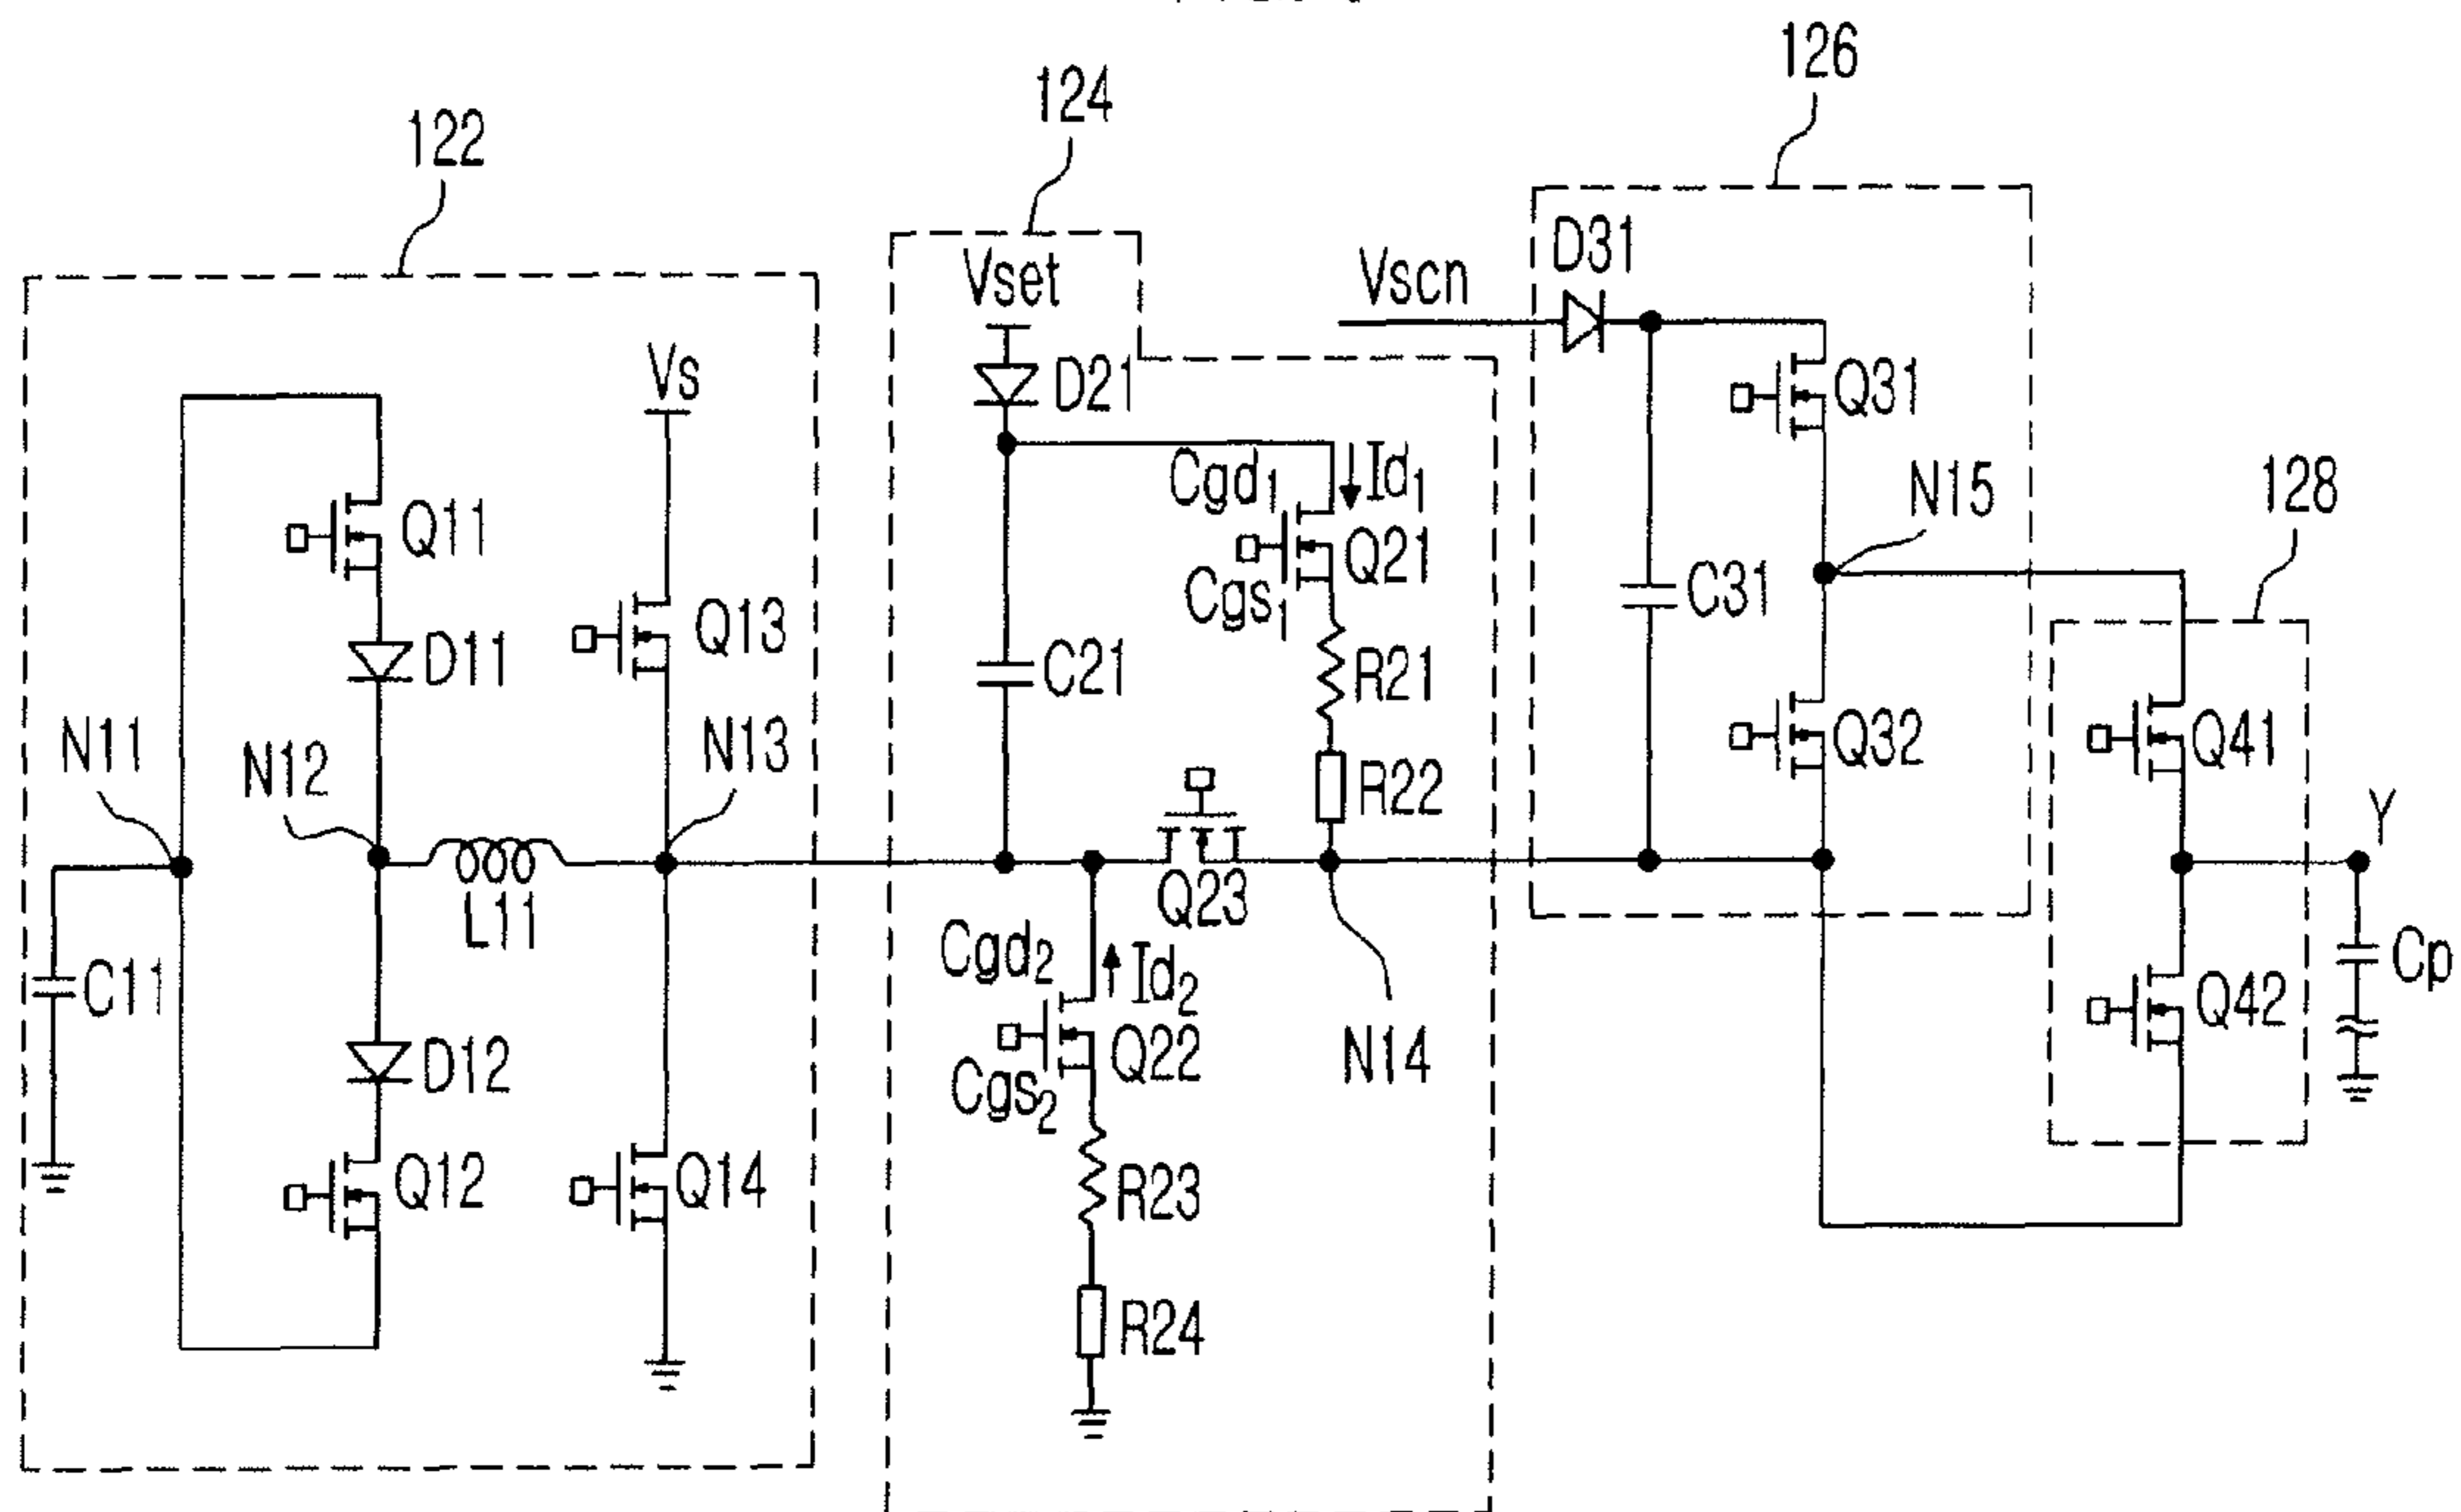 126
124
122
D31
Vset
Vscn
Vs
D21
Q31
Cgd1
Id1
N15
128
Q11
Q21
Cgs1
C31
Q13
D11
C21
R21
N11
N12
N13
R22
Q32
Q41
Y
L11
Q23
Cgd2
Id2
C11
Cp
Q42
D12
Q22
N14
Cgs2
Q12
Q14
R23
R24